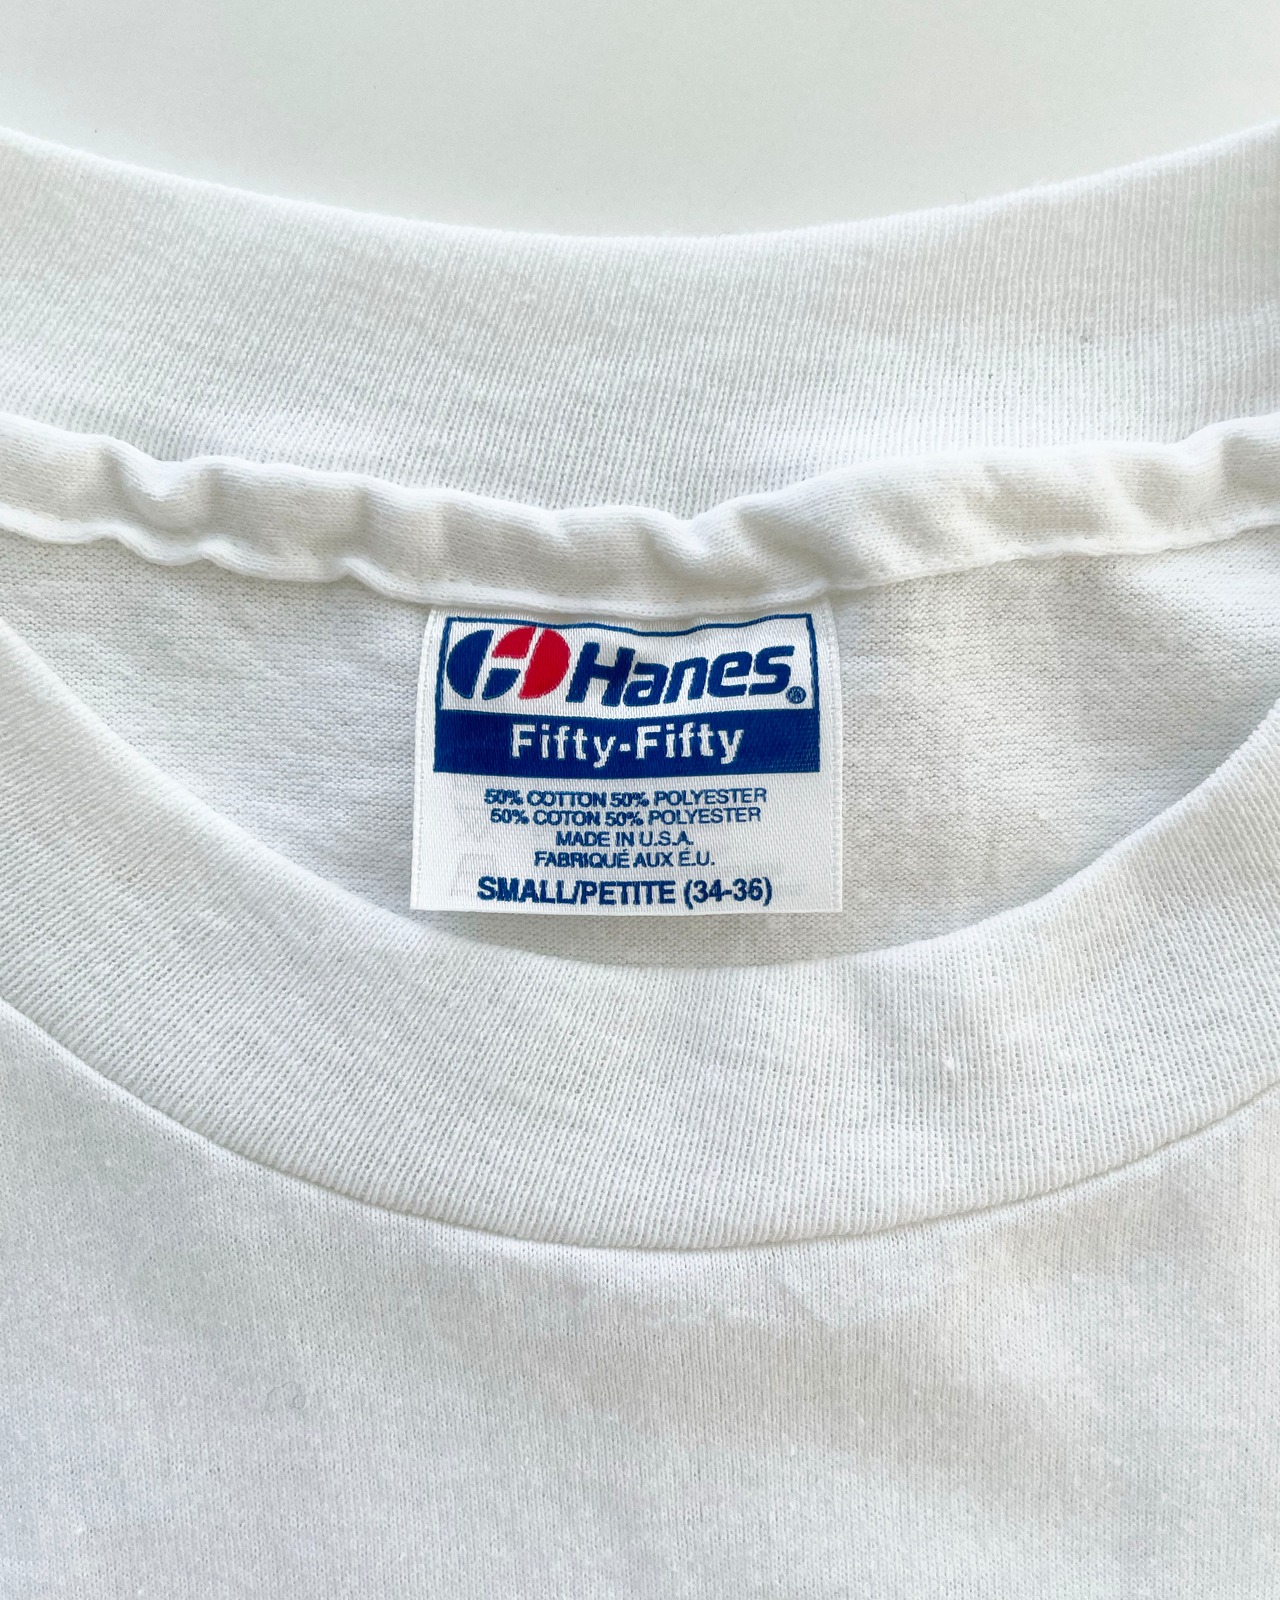 Hanes®
Fifty-Fifty
50% COTTON 50% POLYESTER
50% COTON 50% POLYESTER
MADE IN U.S.A.
FABRIQUÉ AUX É.U.
SMALL/PETITE (34-36)